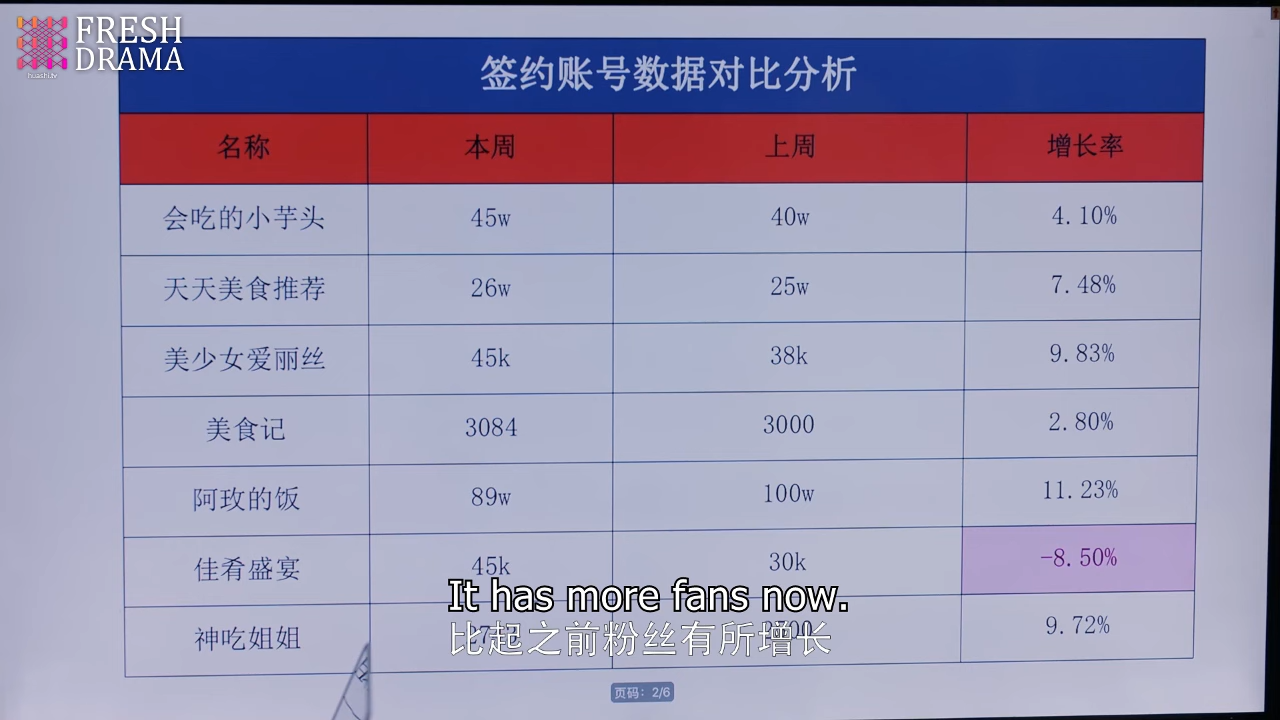 FRESH
DRAMA
huashi.tv
签约账号数据对比分析
名称 本周 上周 增长率
会吃的小芋头 45w 40w 4.10%
天天美食推荐 26w 25w 7.48%
美少女爱丽丝 45k 38k 9.83%
美食记 3084 3000 2.80%
阿玫的饭 89w 100w 11.23%
佳肴盛宴 45k 30k -8.50%
神吃姐姐 9.72%
It has more fans now.
比起之前粉丝有所增长
页码: 2/6